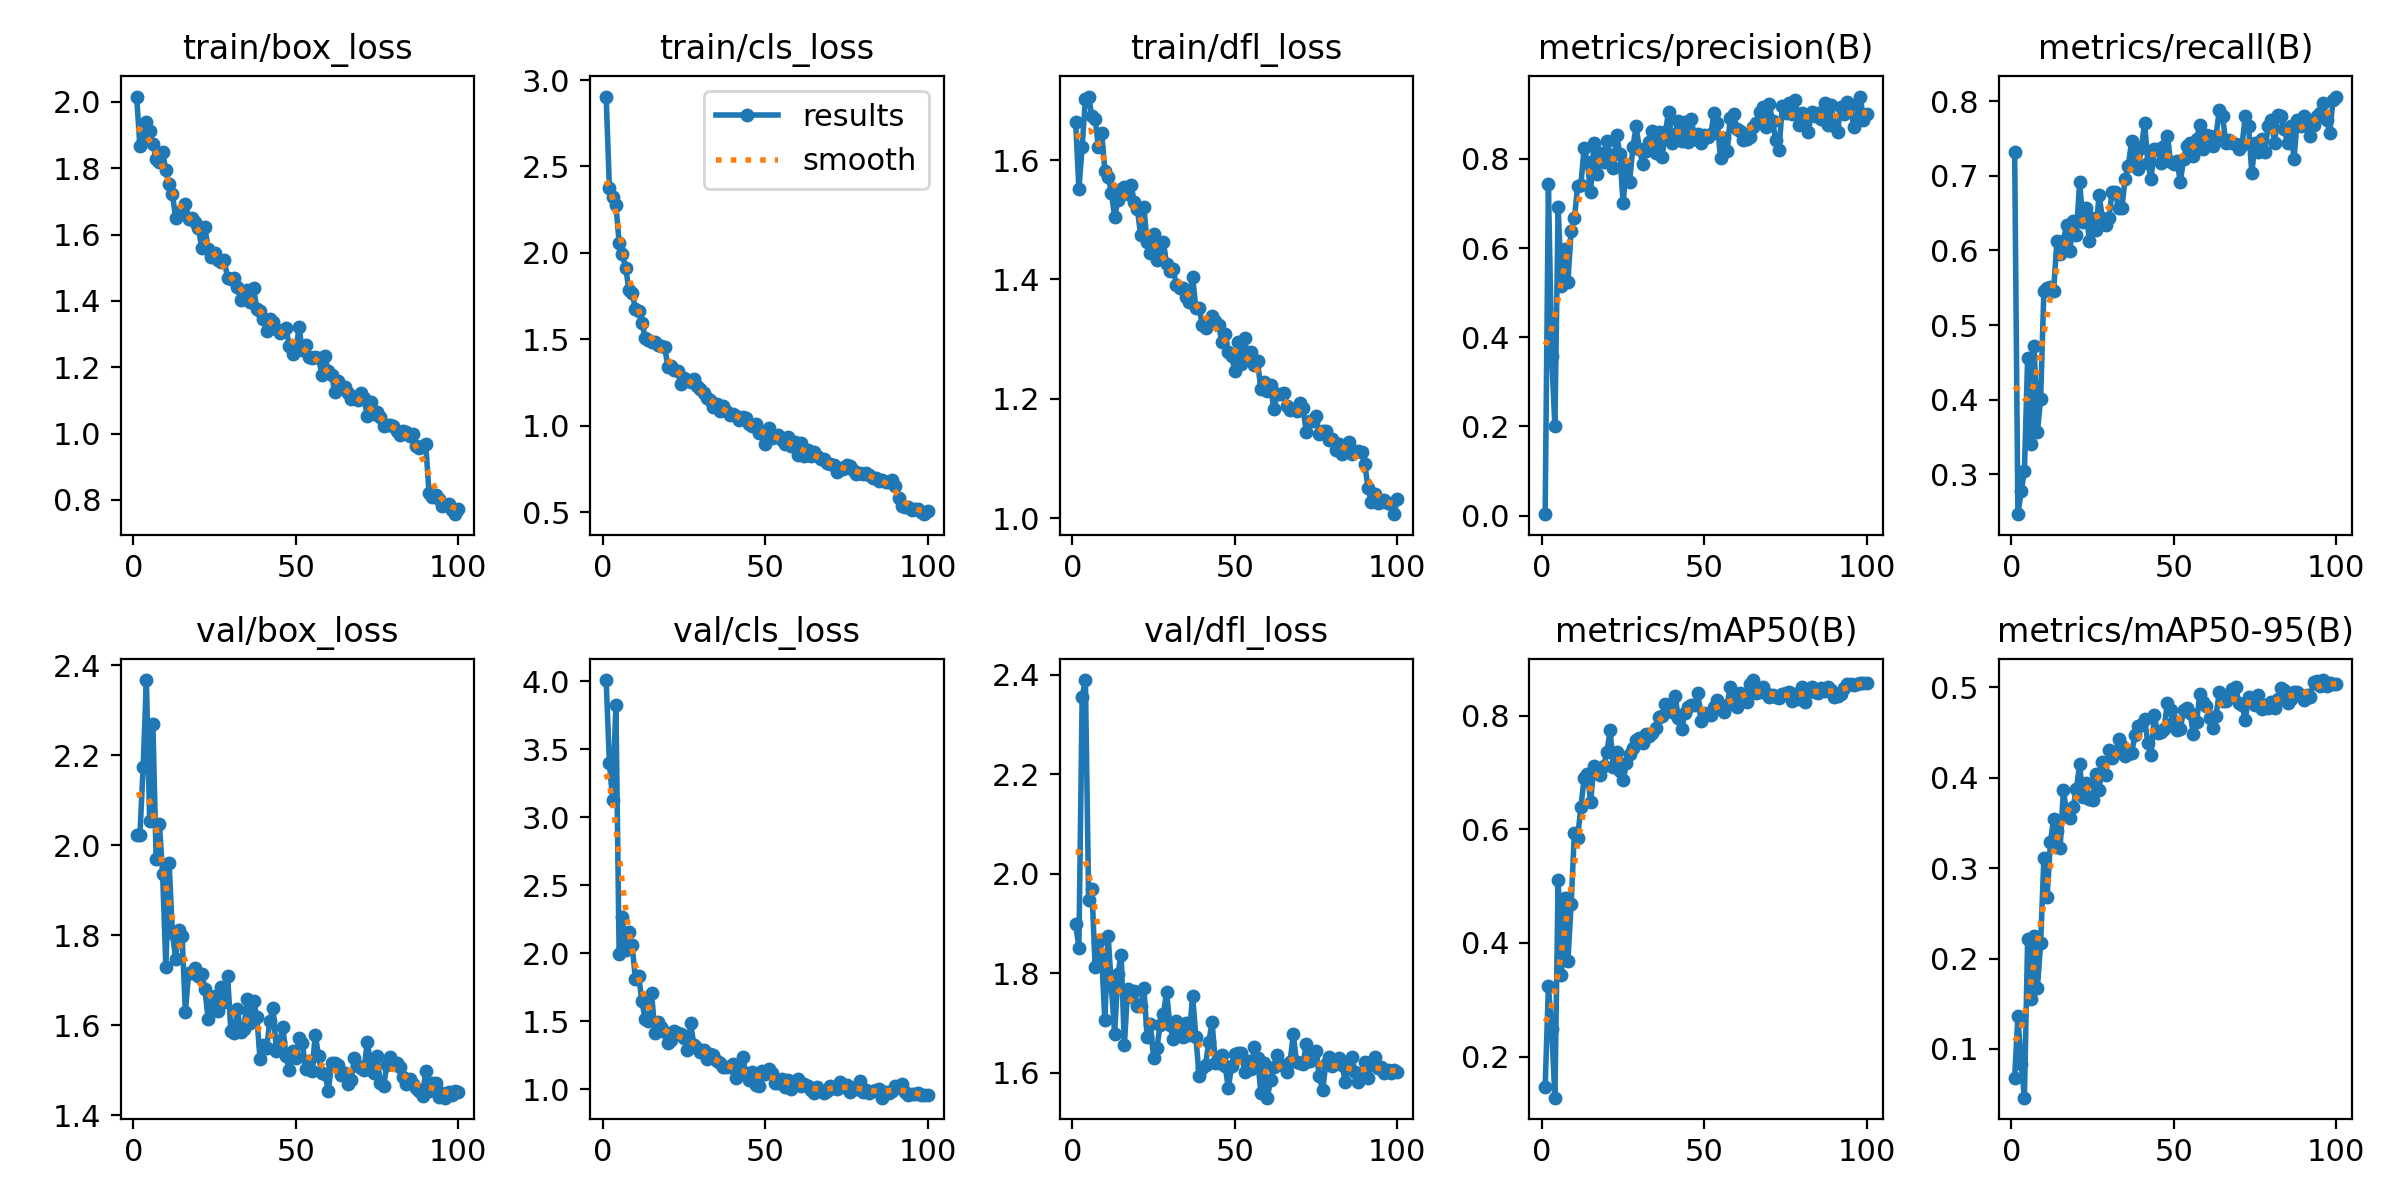 train/box_loss
train/cls_loss
train/dfl_loss
metrics/precision(B)
metrics/recall(B)
2.0
1.8
1.6
1.4
1.2
1.0
0.8
0 50 100
3.0
2.5
2.0
1.5
1.0
0.5
0 50 100
results
smooth
1.6
1.4
1.2
1.0
0 50 100
0.8
0.6
0.4
0.2
0.0
0 50 100
0.8
0.7
0.6
0.5
0.4
0.3
0 50 100
val/box_loss
val/cls_loss
val/dfl_loss
metrics/mAP50(B)
metrics/mAP50-95(B)
2.4
2.2
2.0
1.8
1.6
1.4
0 50 100
4.0
3.5
3.0
2.5
2.0
1.5
1.0
0 50 100
2.4
2.2
2.0
1.8
1.6
0 50 100
0.8
0.6
0.4
0.2
0 50 100
0.5
0.4
0.3
0.2
0.1
0 50 100